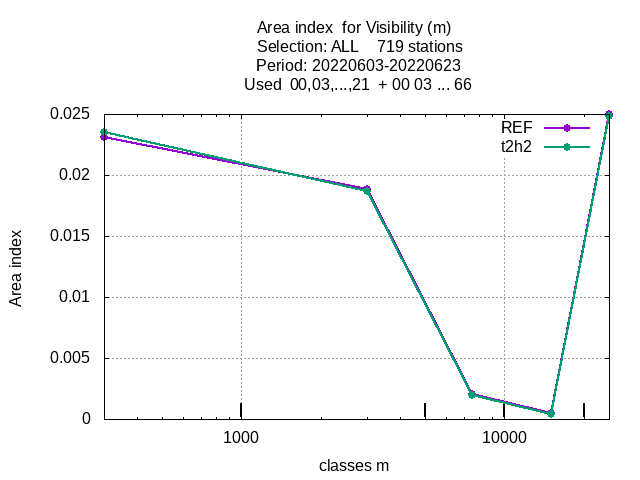 Area index  for Visibility (m)
Selection: ALL    719 stations
Period: 20220603-20220623
Used  00,03,...,21  + 00 03 ... 66
REF
t2h2
0.025
0.02
0.015
0.01
0.005
0
Area index
1000
10000
classes m